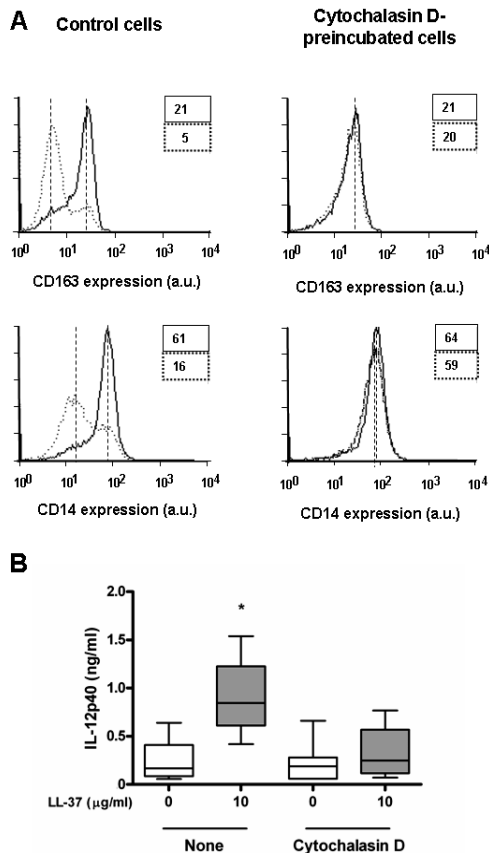 A
Control cells
Cytochalasin D-
preincubated cells
21
5
10⁰ 10¹ 10² 10³ 10⁴
CD163 expression (a.u.)
21
20
10⁰ 10¹ 10² 10³ 10⁴
CD163 expression (a.u.)
61
16
10⁰ 10¹ 10² 10³ 10⁴
CD14 expression (a.u.)
64
59
10⁰ 10¹ 10² 10³ 10⁴
CD14 expression (a.u.)
B
IL-12p40 (ng/ml)
2.0
1.5
1.0
0.5
0
*
LL-37 (µg/ml) 0 10 0 10
None Cytochalasin D